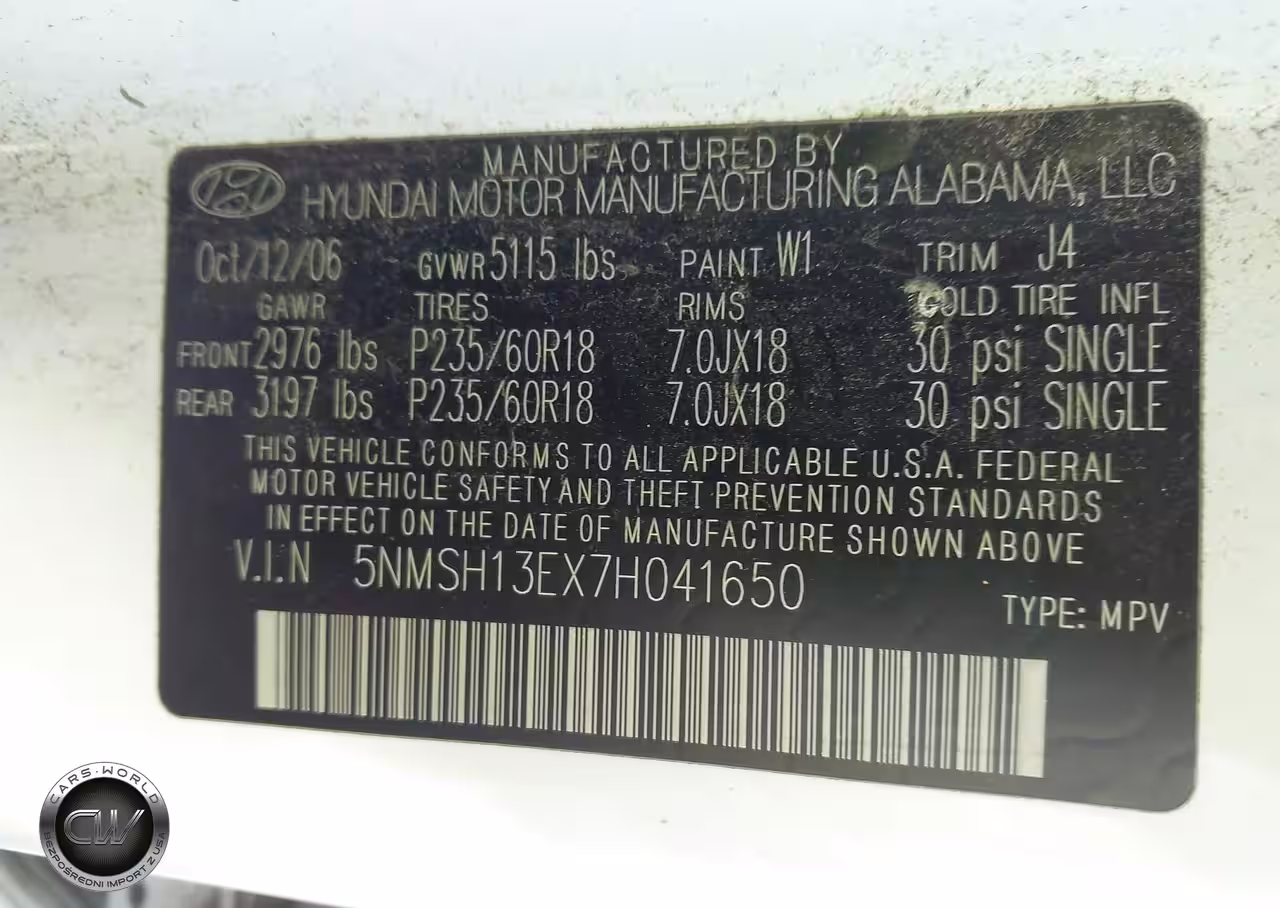 MANUFACTURED BY
HYUNDAI MOTOR MANUFACTURING ALABAMA, LLC
Oct/12/06 GVWR 5115 lbs PAINT W1 TRIM J4
GAWR TIRES RIMS COLD TIRE INFL
FRONT 2976 lbs P235/60R18 7.0JX18 30 psi SINGLE
REAR 3197 lbs P235/60R18 7.0JX18 30 psi SINGLE
THIS VEHICLE CONFORMS TO ALL APPLICABLE U.S.A. FEDERAL
MOTOR VEHICLE SAFETY AND THEFT PREVENTION STANDARDS
IN EFFECT ON THE DATE OF MANUFACTURE SHOWN ABOVE
V.I.N 5NMSH13EX7H041650
TYPE: MPV
CARS·WORLD
CW
BEZPOŚREDNI IMPORT Z USA